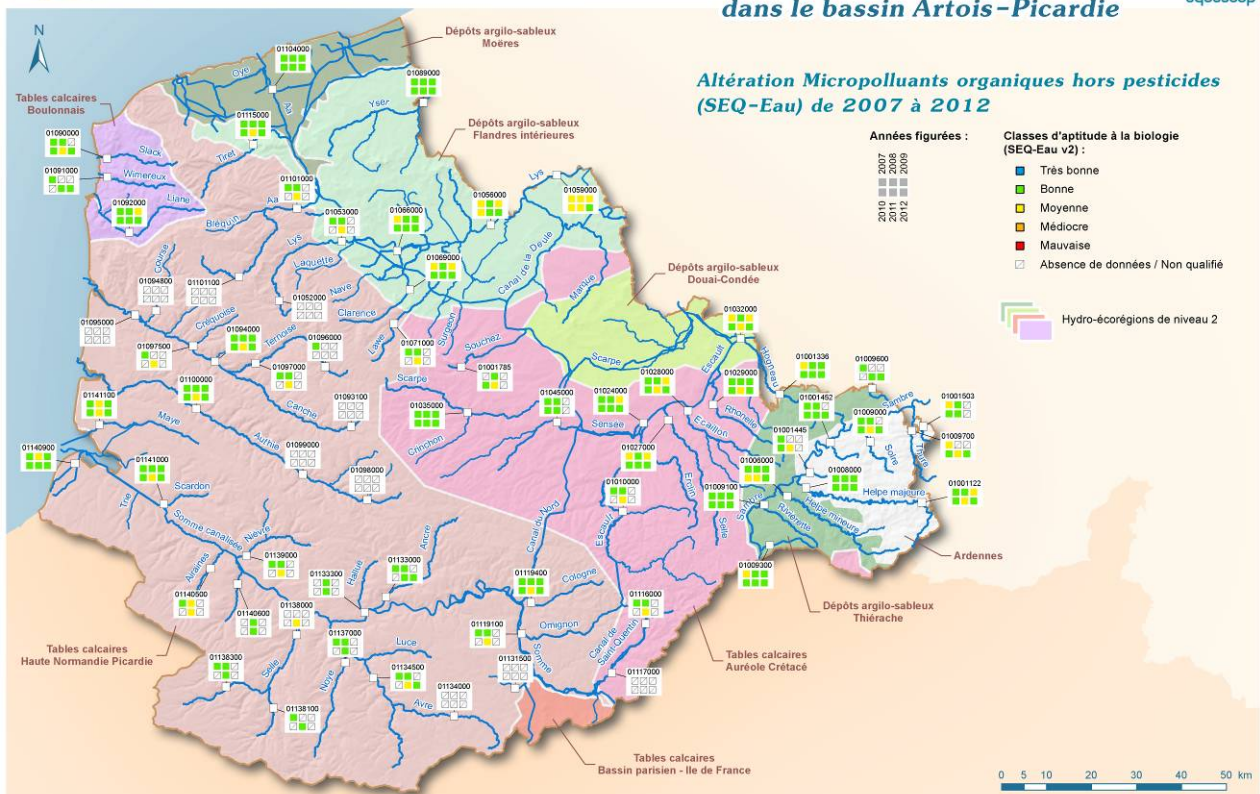 dans le bassin Artois-Picardie
Altération Micropolluants organiques hors pesticides
(SEQ-Eau) de 2007 à 2012
Années figurées :
2007
2008
2009
2010
2011
2012
Classes d'aptitude à la biologie
(SEQ-Eau v2) :
Très bonne
Bonne
Moyenne
Médiocre
Mauvaise
Absence de données / Non qualifié
Hydro-écorégions de niveau 2
N
Dépôts argilo-sableux
Moëres
Tables calcaires
Boulonnais
Dépôts argilo-sableux
Flandres intérieures
Dépôts argilo-sableux
Douai-Condée
Ardennes
Dépôts argilo-sableux
Thiérache
Tables calcaires
Auréole Crétacé
Tables calcaires
Bassin parisien - Ile de France
Tables calcaires
Haute Normandie Picardie
01104000
01089000
01115000
01090000
01091000
01092000
01101000
01053000
01066000
01056000
01059000
01069000
01094800
01101100
01052000
01095000
01097500
01094000
01096000
01097000
01071000
01001785
01032000
01028000
01029000
01001336
01009600
01001452
01009000
01001503
01009700
01001445
01141100
01100000
01093100
01035000
01045000
01024000
01027000
01006000
01008000
01001122
01140900
01141000
01099000
01098000
01010000
01009100
01009300
01139000
01133000
01133300
01119400
01140500
01140600
01138000
01137000
01119100
01116000
01138300
01134500
01131500
01117000
01138100
01134000
Oye
Aa
Yser
Slack
Wimereux
Liane
Tiret
Bléquin
Aa
Lys
Lys
Laquette
Nave
Clarence
Lawe
Surgeon
Souchez
Canal de la Deule
Marque
Scarpe
Scarpe
Escaut
Hogneau
Course
Créquoise
Ternoise
Canche
Authie
Maye
Crinchon
Sensée
Rhonelle
Ecaillon
Erclin
Selle
Escaut
Sambre
Sambre
Solre
Thure
Helpe majeure
Helpe mineure
Riviérette
Trie
Scardon
Somme canalisée
Nièvre
Airaines
Hallue
Ancre
Canal du Nord
Cologne
Omignon
Somme
Canal de
Saint-Quentin
Selle
Noye
Luce
Avre
0 5 10 20 30 40 50 km